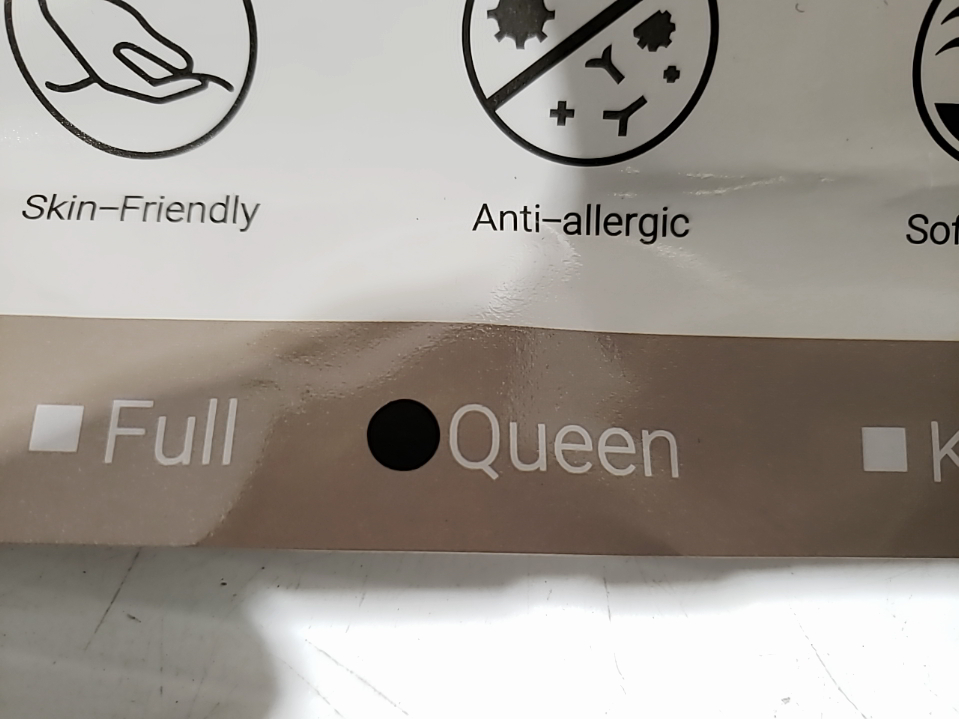 Skin-Friendly
Anti-allergic
Full
Queen